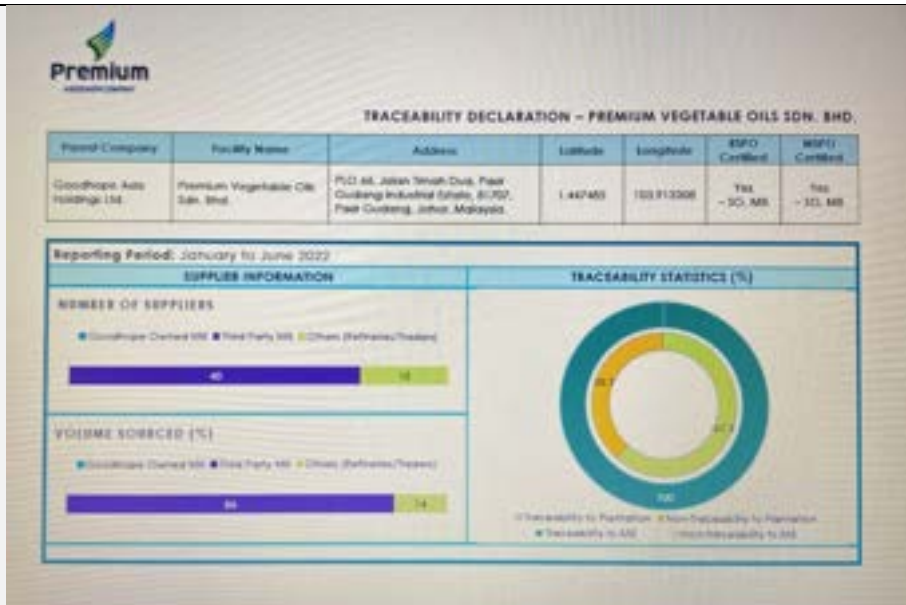 Premium
TRACEABILITY DECLARATION – PREMIUM VEGETABLE OILS SDN. BHD.
Parent Company
Facility Name
Address
Latitude
Longitude
RSPO
Certified
MSPO
Certified
Goodhope Asia
Holdings Ltd.
Premium Vegetable Oils
Sdn. Bhd.
PLO 66, Jalan Timah Dua, Pasir
Gudang Industrial Estate, 81707,
Pasir Gudang, Johor, Malaysia.
Yes
– SG, MB
Yes
Reporting Period: January to June 2022
SUPPLIER INFORMATION
TRACEABILITY STATISTICS (%)
NUMBER OF SUPPLIERS
Goodhope Owned Mill Third Party Mill Others (Refineries/Traders)
VOLUME SOURCED (%)
Goodhope Owned Mill Third Party Mill Others (Refineries/Traders)
86 14
100
Traceability to Plantation Non-Traceability to Plantation
Traceability to Mill Non-Traceability to Mill